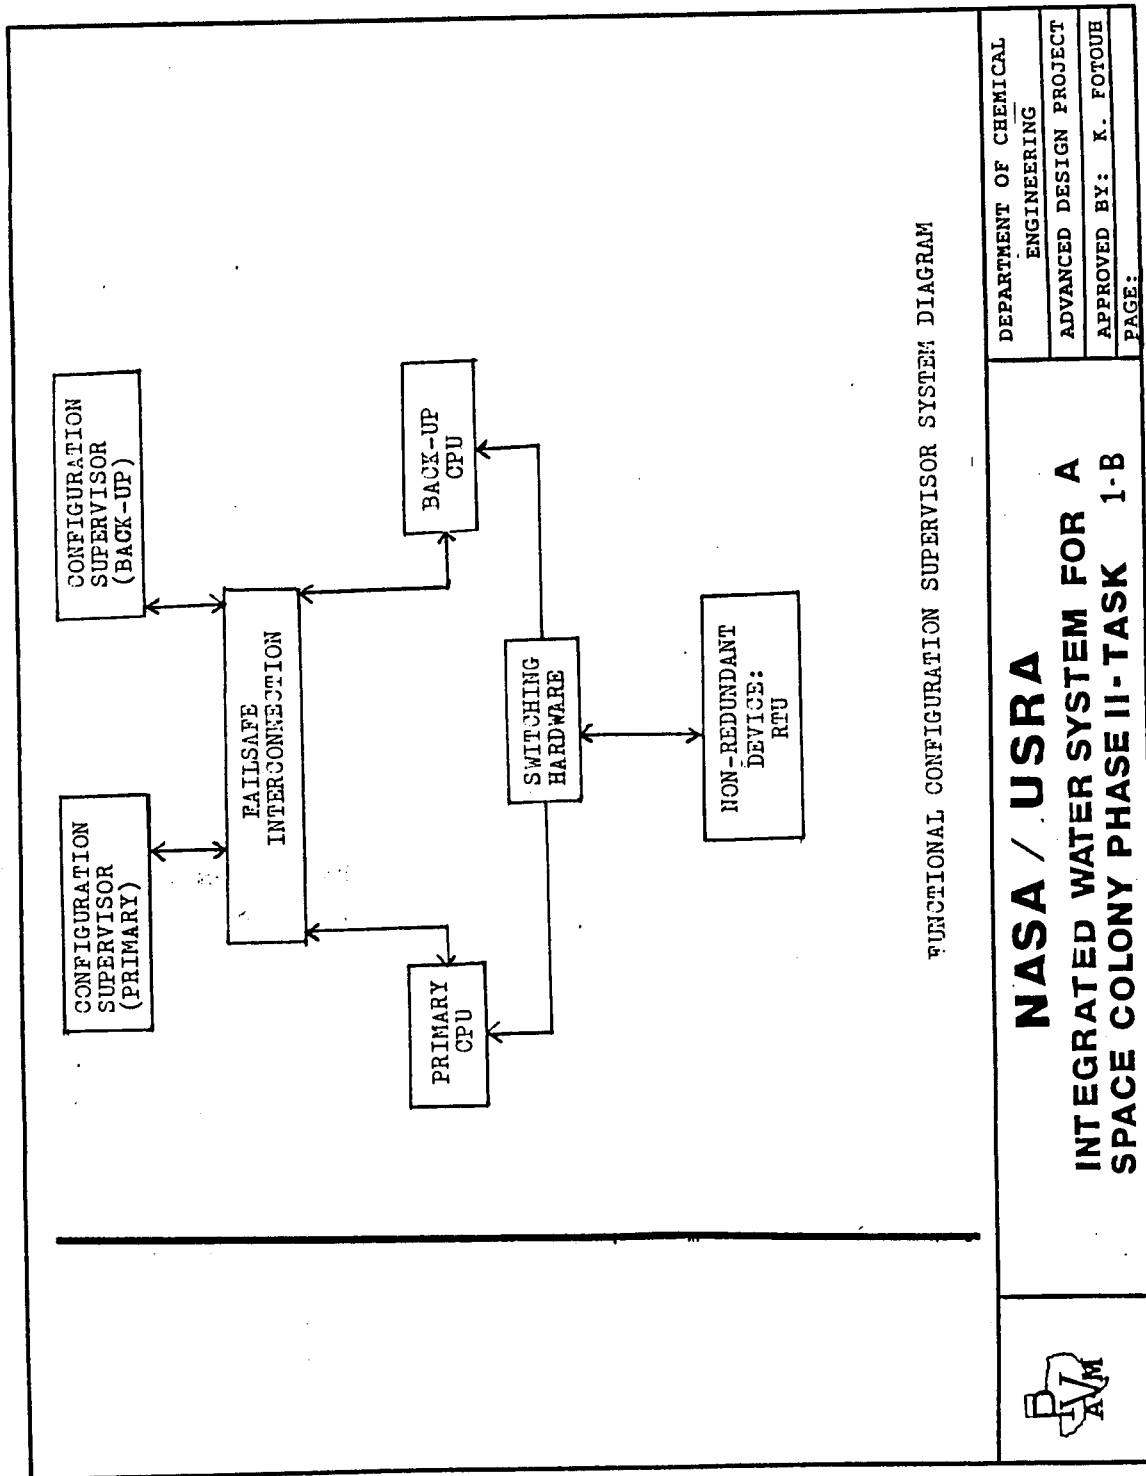 CONFIGURATION
SUPERVISOR
(PRIMARY)
CONFIGURATION
SUPERVISOR
(BACK-UP)
FAILSAFE
INTERCONNECTION
PRIMARY
CPU
BACK-UP
CPU
SWITCHING
HARDWARE
NON-REDUNDANT
DEVICE:
RTU
FUNCTIONAL CONFIGURATION SUPERVISOR SYSTEM DIAGRAM
NASA / USRA
INTEGRATED WATER SYSTEM FOR A
SPACE COLONY PHASE II-TASK 1-B
DEPARTMENT OF CHEMICAL
ENGINEERING
ADVANCED DESIGN PROJECT
APPROVED BY: K. FOTOUH
PAGE: